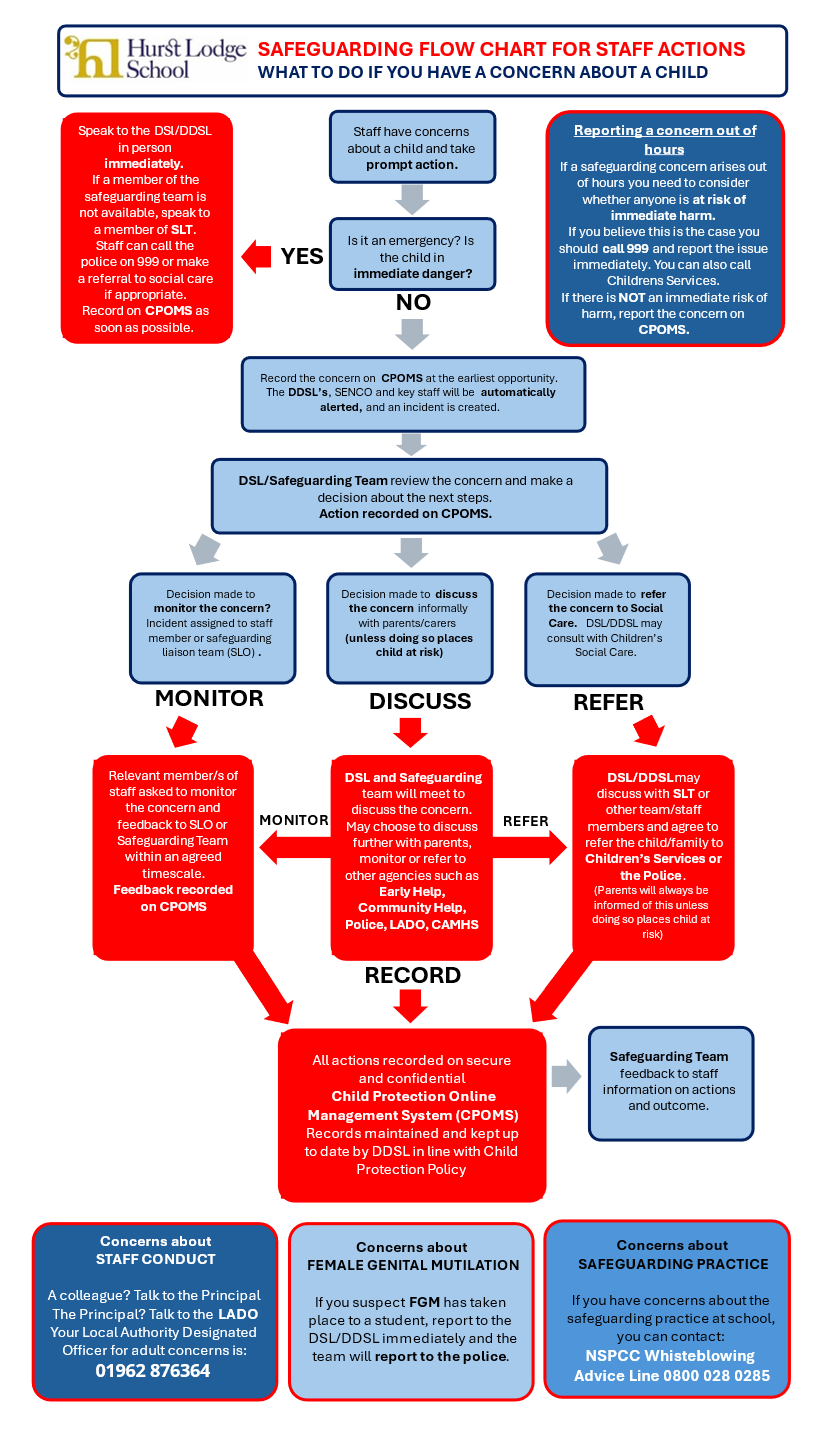 Hurst Lodge
School
SAFEGUARDING FLOW CHART FOR STAFF ACTIONS
WHAT TO DO IF YOU HAVE A CONCERN ABOUT A CHILD
Speak to the DSI/DDSL
in person
immediately.
If a member of the
safeguarding team is
not available, speak to
a member of SLT.
Staff can call the
police on 999 or make
a referral to social care
if appropriate.
Record on CPOMS as
soon as possible.
Staff have concerns
about a child and take
prompt action.
Is it an emergency? Is
the child in
immediate danger?
YES
NO
Reporting a concern out of
hours
If a safeguarding concern arises out
of hours you need to consider
whether anyone is at risk of
immediate harm.
If you believe this is the case you
should call 999 and report the issue
immediately. You can also call
Childrens Services.
If there is NOT an immediate risk of
harm, report the concern on
CPOMS.
Record the concern on CPOMS at the earliest opportunity.
The DDSL's, SENCO and key staff will be automatically
alerted, and an incident is created.
DSL/Safeguarding Team review the concern and make a
decision about the next steps.
Action recorded on CPOMS.
Decision made to
monitor the concern?
Incident assigned to staff
member or safeguarding
liaison team (SLO) .
Decision made to discuss
the concern informally
with parents/carers
(unless doing so places
child at risk)
Decision made to refer
the concern to Social
Care. DSL/DDSL may
consult with Children's
Social Care.
MONITOR
DISCUSS
REFER
Relevant member/s of
staff asked to monitor
the concern and
feedback to SLO or
Safeguarding Team
within an agreed
timescale.
Feedback recorded
on CPOMS
MONITOR
DSL and Safeguarding
team will meet to
discuss the concern.
May choose to discuss
further with parents,
monitor or refer to
other agencies such as
Early Help,
Community Help,
Police, LADO, CAMHS
REFER
DSL/DDSL may
discuss with SLT or
other team/staff
members and agree to
refer the child/family to
Children's Services or
the Police.
(Parents will always be
informed of this unless
doing so places child at
risk)
RECORD
All actions recorded on secure
and confidential
Child Protection Online
Management System (CPOMS)
Records maintained and kept up
to date by DDSL in line with Child
Protection Policy
Safeguarding Team
feedback to staff
information on actions
and outcome.
Concerns about
STAFF CONDUCT
A colleague? Talk to the Principal
The Principal? Talk to the LADO
Your Local Authority Designated
Officer for adult concerns is:
01962 876364
Concerns about
FEMALE GENITAL MUTILATION
If you suspect FGM has taken
place to a student, report to the
DSL/DDSL immediately and the
team will report to the police.
Concerns about
SAFEGUARDING PRACTICE
If you have concerns about the
safeguarding practice at school,
you can contact:
NSPCC Whisteblowing
Advice Line 0800 028 0285